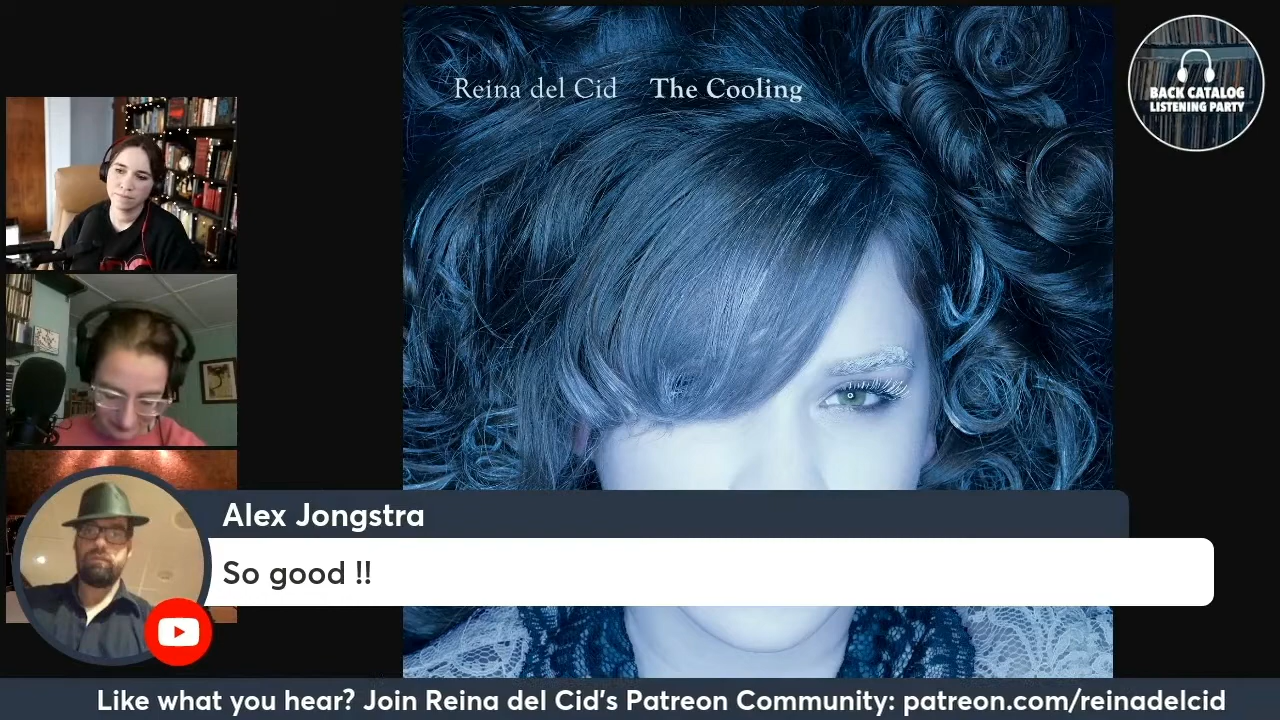 Reina del Cid The Cooling
BACK CATALOG
LISTENING PARTY
Alex Jongstra
So good !!
Like what you hear? Join Reina del Cid's Patreon Community: patreon.com/reinadelcid